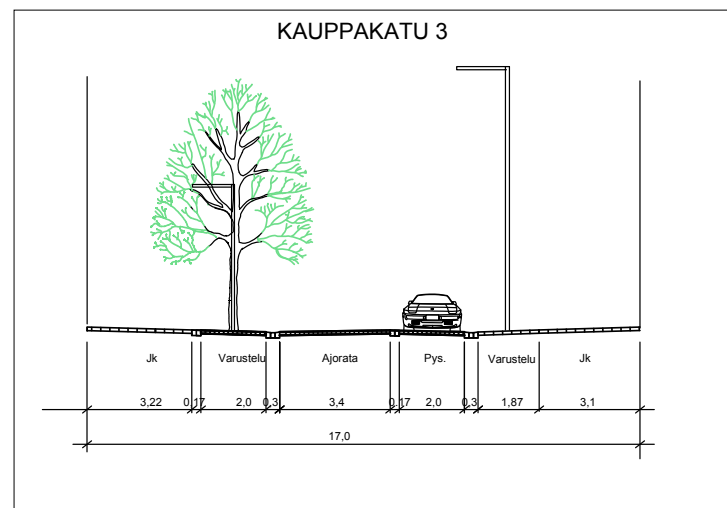 KAUPPAKATU 3
Jk Varustelu Ajorata Pys. Varustelu Jk
3,22 0,17 2,0 0,3 3,4 0,17 2,0 0,3 1,87 3,1
17,0